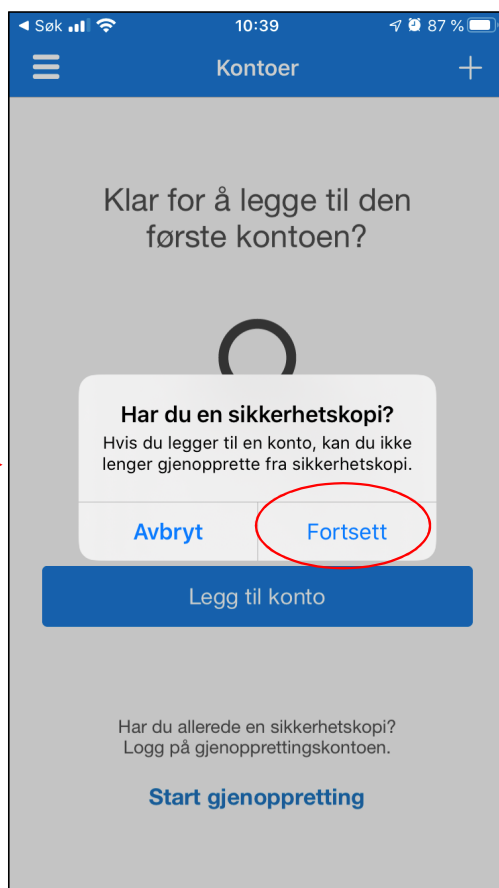 Søk 10:39 87 %
Kontoer
Klar for å legge til den
første kontoen?
Har du en sikkerhetskopi?
Hvis du legger til en konto, kan du ikke
lenger gjenopprette fra sikkerhetskopi.
Avbryt Fortsett
Legg til konto
Har du allerede en sikkerhetskopi?
Logg på gjenopprettingskontoen.
Start gjenoppretting